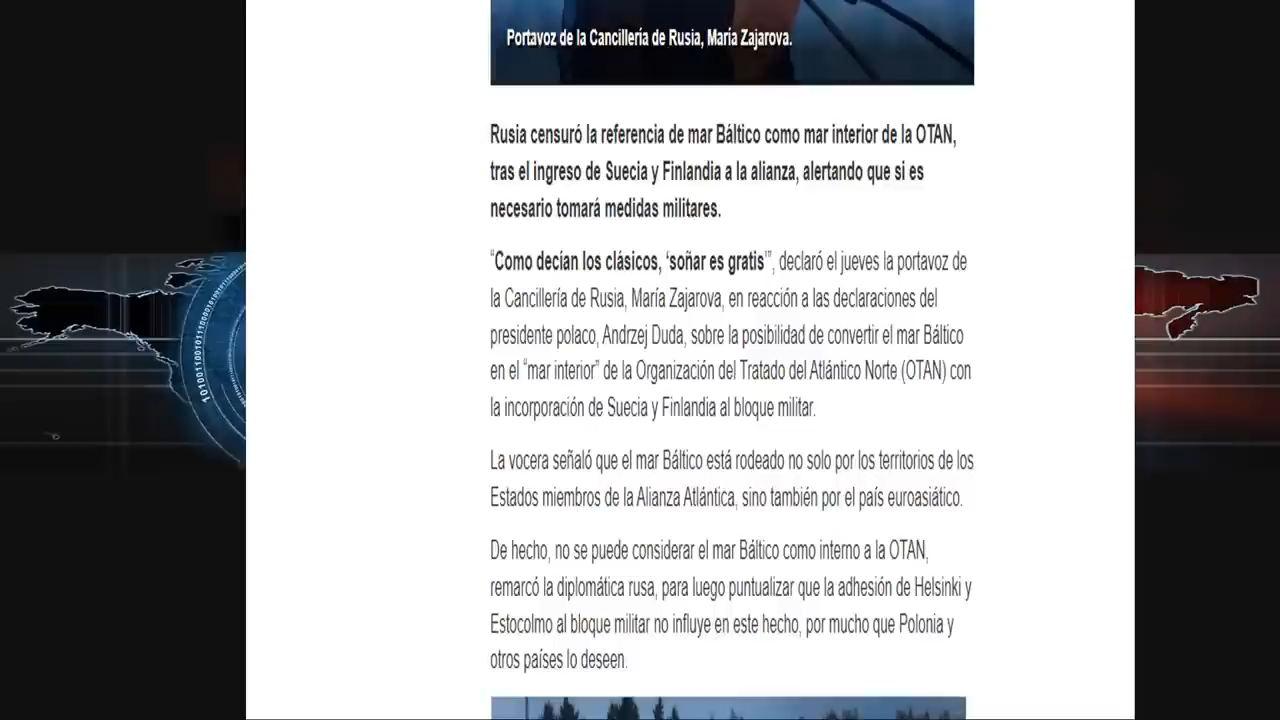 Portavoz de la Cancillería de Rusia, María Zajarova.
Rusia censuró la referencia de mar Báltico como mar interior de la OTAN,
tras el ingreso de Suecia y Finlandia a la alianza, alertando que si es
necesario tomará medidas militares.
“Como decían los clásicos, ‘soñar es gratis’”, declaró el jueves la portavoz de
la Cancillería de Rusia, María Zajarova, en reacción a las declaraciones del
presidente polaco, Andrzej Duda, sobre la posibilidad de convertir el mar Báltico
en el “mar interior” de la Organización del Tratado del Atlántico Norte (OTAN) con
la incorporación de Suecia y Finlandia al bloque militar.
La vocera señaló que el mar Báltico está rodeado no solo por los territorios de los
Estados miembros de la Alianza Atlántica, sino también por el país euroasiático.
De hecho, no se puede considerar el mar Báltico como interno a la OTAN,
remarcó la diplomática rusa, para luego puntualizar que la adhesión de Helsinki y
Estocolmo al bloque militar no influye en este hecho, por mucho que Polonia y
otros países lo deseen.